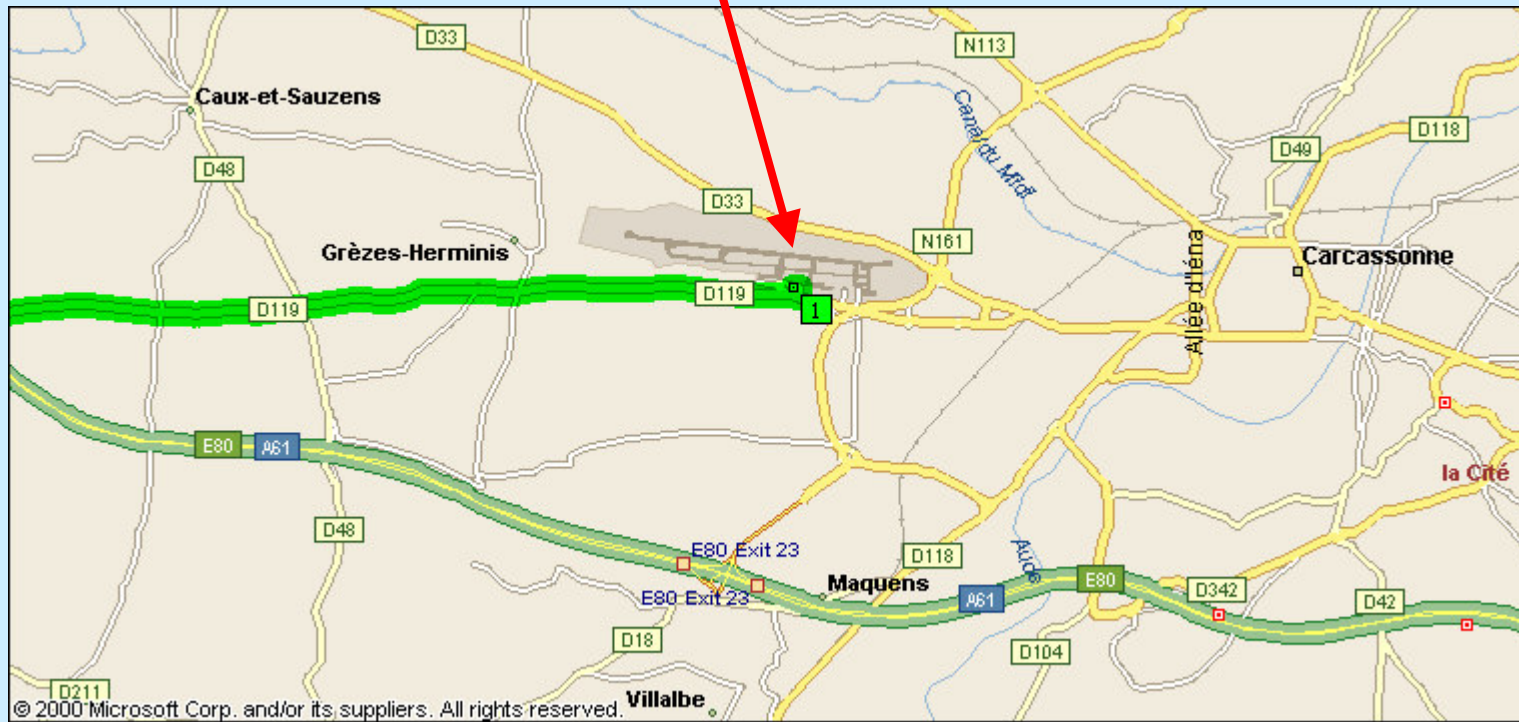 D33
N113
Caux-et-Sauzens
Canal du Midi
D118
D49
D48
D33
Grèzes-Herminis
N161
Allée d'Iéna
Carcassonne
D119
D119
1
E80
A61
la Cité
D48
E80 Exit 23
D118
Aude
E80 Exit 23
Maquens
A61
E80
D342
D42
D18
D104
D211
Villalbe
© 2000 Microsoft Corp. and/or its suppliers. All rights reserved.